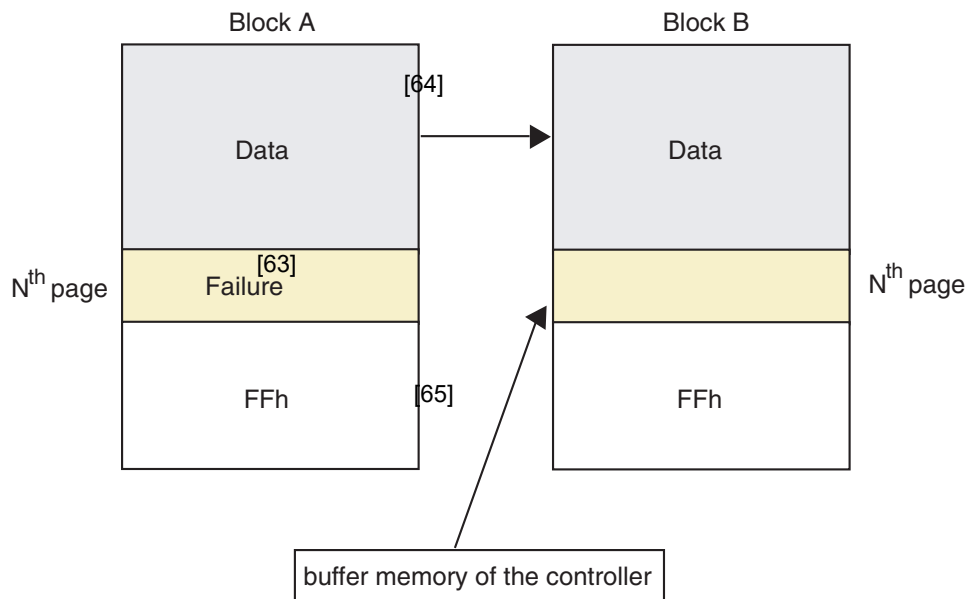 Block A
Block B
[64]
Data
Data
[63]
Failure
Nth page
Nth page
FFh
[65]
FFh
buffer memory of the controller